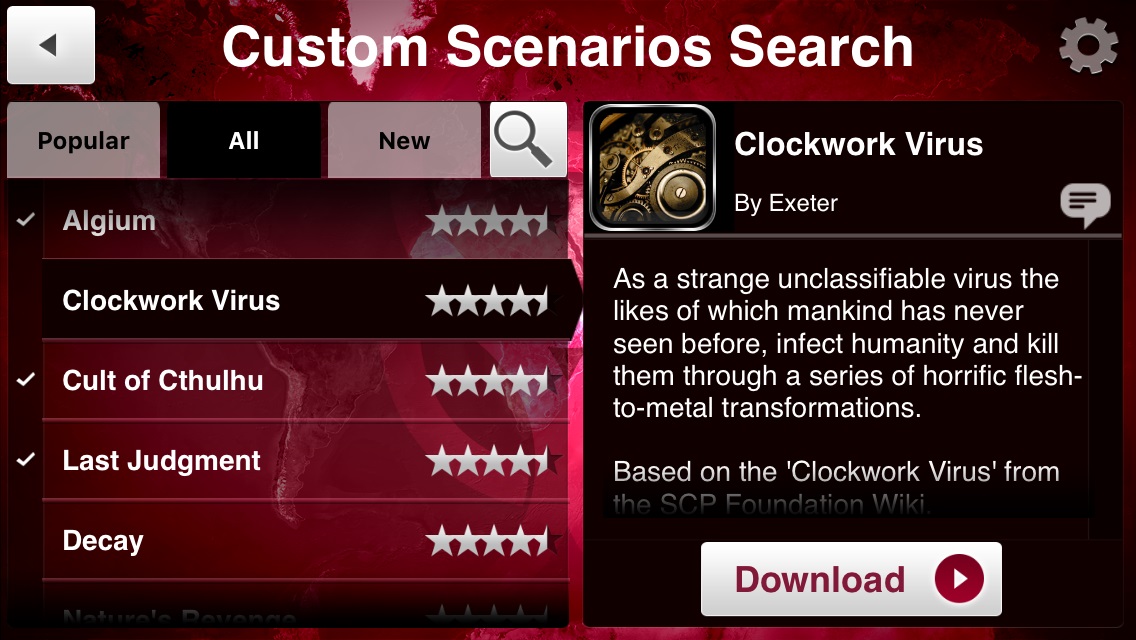 Custom Scenarios Search
Popular
All
New
Algium
Clockwork Virus
Cult of Cthulhu
Last Judgment
Decay
Nature's Revenge
Clockwork Virus
By Exeter
As a strange unclassifiable virus the
likes of which mankind has never
seen before, infect humanity and kill
them through a series of horrific flesh-
to-metal transformations.
Based on the 'Clockwork Virus' from
the SCP Foundation Wiki.
Download